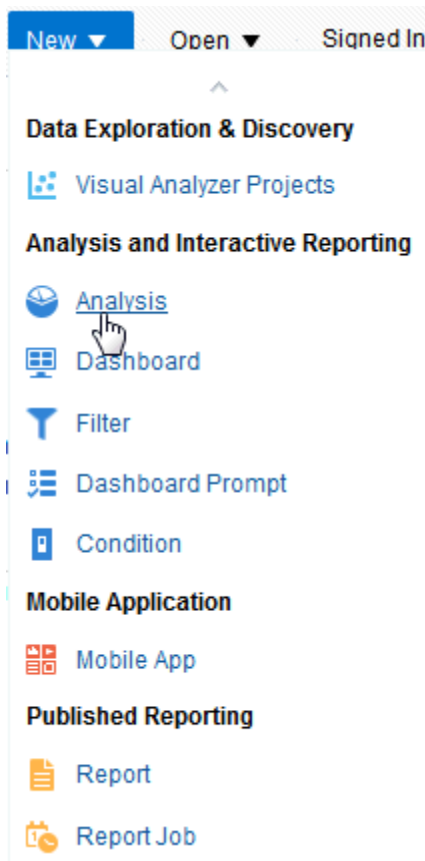 New ▼ Open ▼ Signed In
Data Exploration & Discovery
Visual Analyzer Projects
Analysis and Interactive Reporting
Analysis
Dashboard
Filter
Dashboard Prompt
Condition
Mobile Application
Mobile App
Published Reporting
Report
Report Job